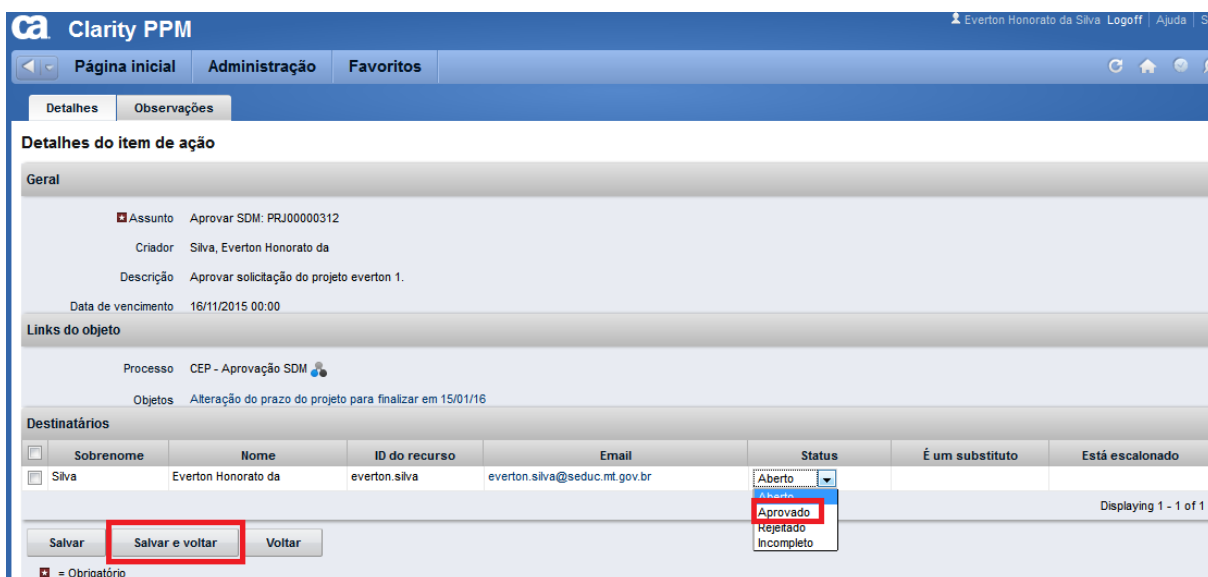 ca Clarity PPM
Everton Honorato da Silva Logoff | Ajuda | S
Página inicial Administração Favoritos
Detalhes Observações
Detalhes do item de ação
Geral
Assunto Aprovar SDM: PRJ00000312
Criador Silva, Everton Honorato da
Descrição Aprovar solicitação do projeto everton 1.
Data de vencimento 16/11/2015 00:00
Links do objeto
Processo CEP - Aprovação SDM
Objetos Alteração do prazo do projeto para finalizar em 15/01/16
Destinatários
Sobrenome Nome ID do recurso Email Status É um substituto Está escalonado
Silva Everton Honorato da everton.silva everton.silva@seduc.mt.gov.br Aberto
Aberto
Aprovado
Rejeitado
Incompleto
Displaying 1 - 1 of 1
Salvar Salvar e voltar Voltar
= Obrigatório